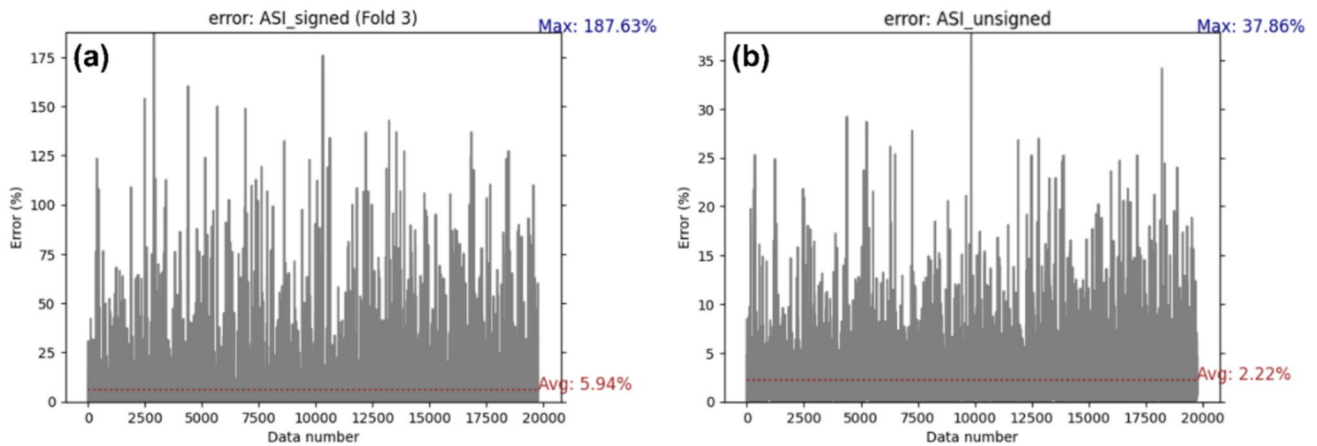 error: ASI_signed (Fold 3)
Max: 187.63%
(a)
175
150
125
100
75
50
25
0
Error (%)
Avg: 5.94%
0 2500 5000 7500 10000 12500 15000 17500 20000
Data number
error: ASI_unsigned
Max: 37.86%
(b)
35
30
25
20
15
10
5
0
Error (%)
Avg: 2.22%
0 2500 5000 7500 10000 12500 15000 17500 20000
Data number